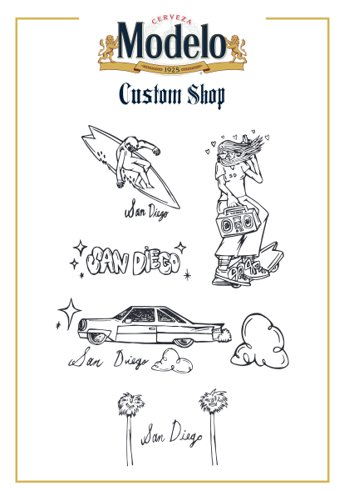 CERVEZA
Modelo
1925
Custom Shop
San Diego
SAN DIEGO
San Diego
San Diego